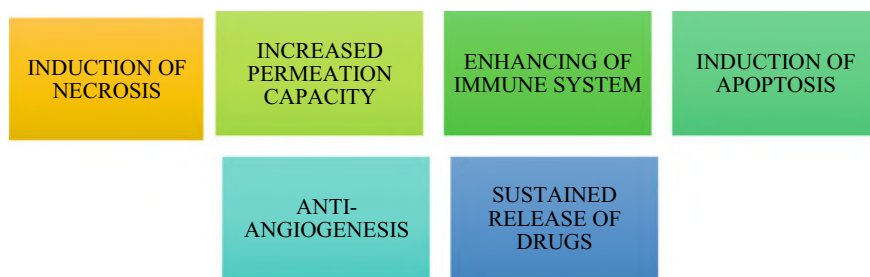 INDUCTION OF
NECROSIS
INCREASED
PERMEATION
CAPACITY
ENHANCING OF
IMMUNE SYSTEM
INDUCTION OF
APOPTOSIS
ANTI-
ANGIOGENESIS
SUSTAINED
RELEASE OF
DRUGS